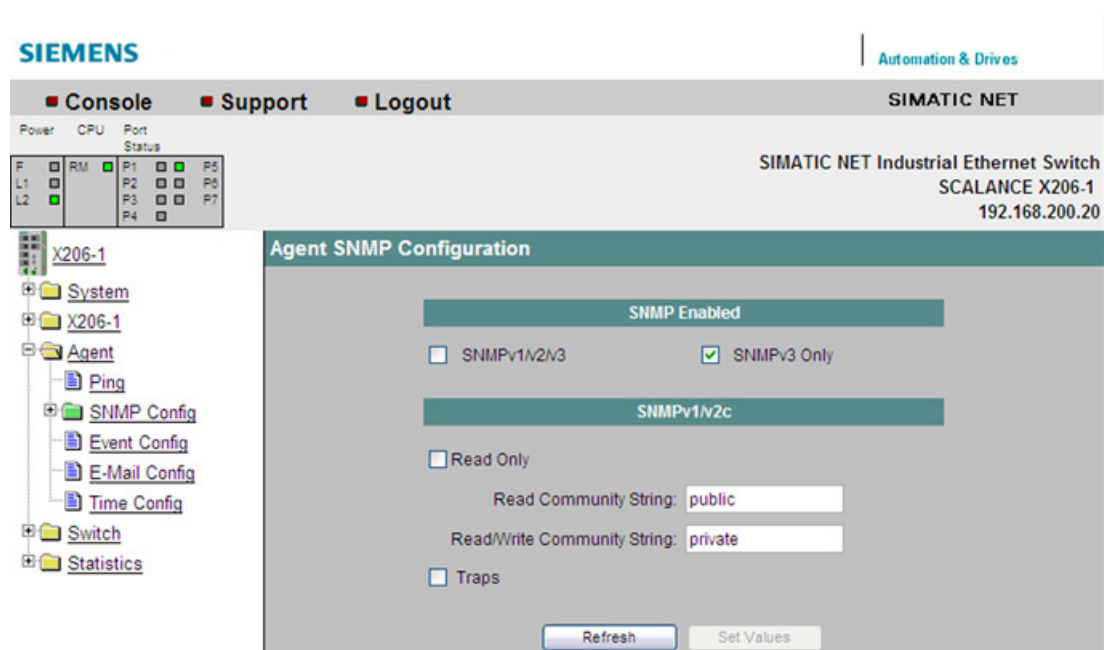 SIEMENS
Automation & Drives
Console Support Logout SIMATIC NET
Power CPU Port Status
F RM P1 P5
L1 P2 P6
L2 P3 P7
P4
SIMATIC NET Industrial Ethernet Switch
SCALANCE X206-1
192.168.200.20
X206-1
System
X206-1
Agent
Ping
SNMP Config
Event Config
E-Mail Config
Time Config
Switch
Statistics
Agent SNMP Configuration
SNMP Enabled
SNMPv1/v2/v3 SNMPv3 Only
SNMPv1/v2c
Read Only
Read Community String: public
Read/Write Community String: private
Traps
Refresh Set Values